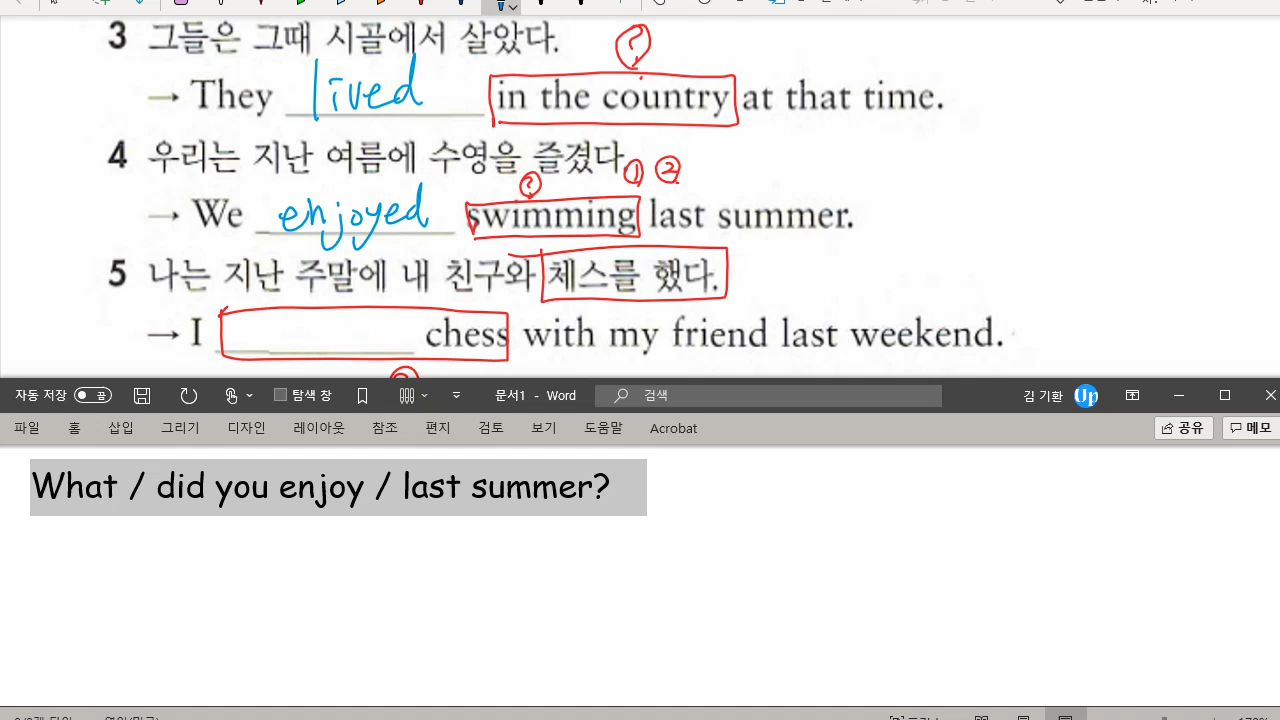 3 그들은 그때 시골에서 살았다.
?
→ They lived in the country at that time.
4 우리는 지난 여름에 수영을 즐겼다.
? ① ②
→ We enjoyed swimming last summer.
5 나는 지난 주말에 내 친구와 체스를 했다.
→ I ____ chess with my friend last weekend.
자동 저장 끔 탐색 창 문서1 - Word 검색 김 기환 Up
파일 홈 삽입 그리기 디자인 레이아웃 참조 편지 검토 보기 도움말 Acrobat 공유 메모
What / did you enjoy / last summer?